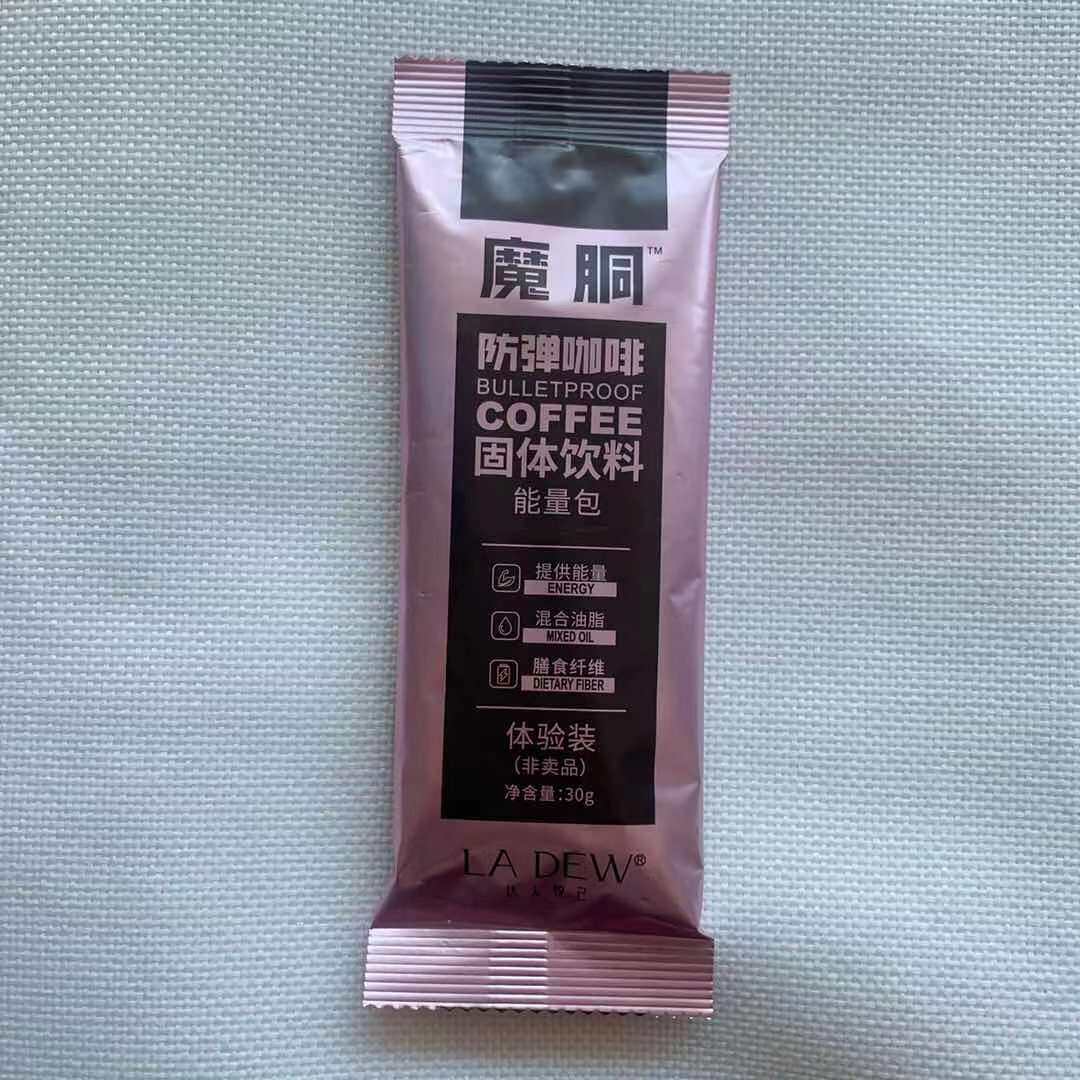 魔胴™
防弹咖啡
BULLETPROOF
COFFEE
固体饮料
能量包
提供能量
ENERGY
混合油脂
MIXED OIL
膳食纤维
DIETARY FIBER
体验装
(非卖品)
净含量:30g
LA DEW®